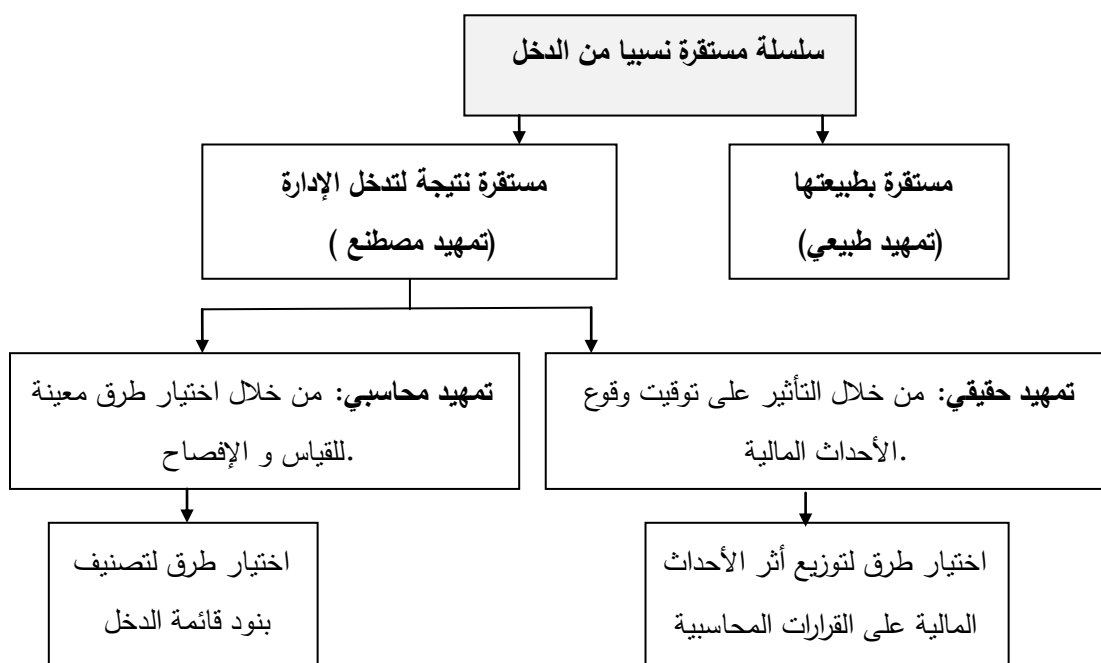 سلسلة مستقرة نسبيا من الدخل
مستقرة بطبيعتها
(تمهيد طبيعي)
مستقرة نتيجة لتدخل الإدارة
(تمهيد مصطنع )
تمهيد حقيقي: من خلال التأثير على توقيت وقوع
الأحداث المالية.
تمهيد محاسبي: من خلال اختيار طرق معينة
للقياس و الإفصاح.
اختيار طرق لتوزيع أثر الأحداث
المالية على القرارات المحاسبية
اختيار طرق لتصنيف
بنود قائمة الدخل